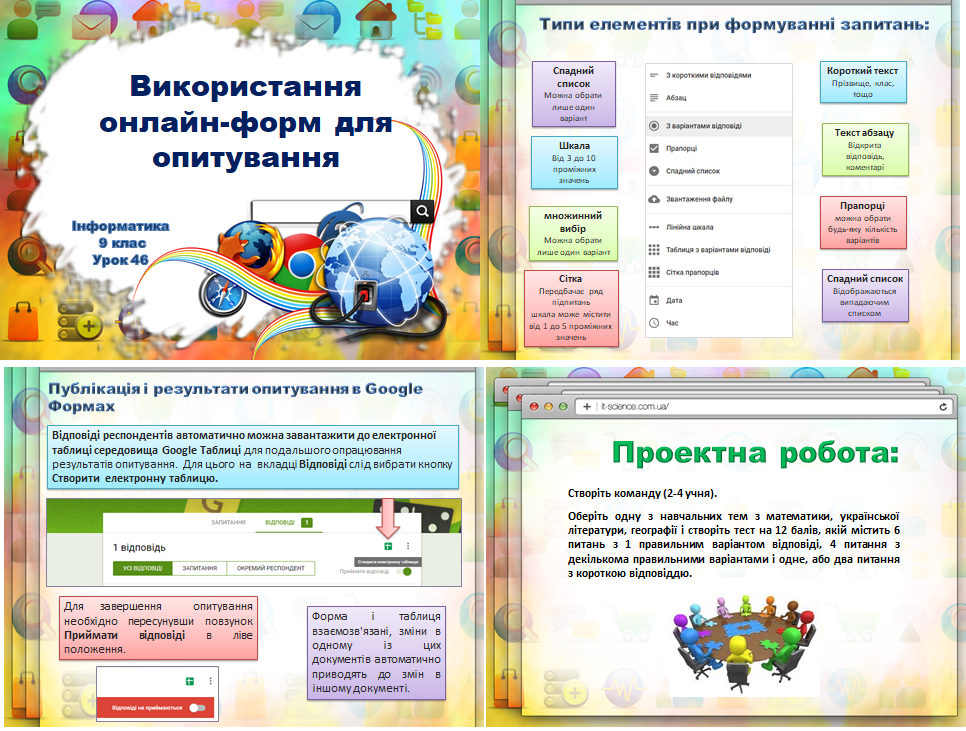 Використання
онлайн-форм для
опитування
Інформатика
9 клас
Урок 46
Типи елементів при формуванні запитань:
Спадний
список
Можна обрати
лише один
варіант
Шкала
Від 3 до 10
проміжних
значень
множинний
вибір
Можна обрати
лише один варіант
Сітка
Передбачає ряд
підпитань
шкала може містити
від 1 до 5 проміжних
значень
З короткими відповідями
Абзац
З варіантами відповіді
Прапорці
Спадний список
Звантаження файлу
Лінійна шкала
Таблиця з варіантами відповіді
Сітка прапорців
Дата
Час
Короткий текст
Прізвище, клас,
тощо
Текст абзацу
Відкрита
відповідь,
коментарі
Прапорці
можна обрати
будь-яку кількість
варіантів
Спадний список
Відображаються
випадаючим
списком
Публікація і результати опитування в Google
Формах
Відповіді респондентів автоматично можна завантажити до електронної
таблиці середовища Google Таблиці для подальшого опрацювання
результатів опитування. Для цього на вкладці Відповіді слід вибрати кнопку
Створити електронну таблицю.
ЗАПИТАННЯ ВІДПОВІДІ 1
1 відповідь
Створити електронну таблицю
УСІ ВІДПОВІДІ ЗАПИТАННЯ ОКРЕМИЙ РЕСПОНДЕНТ
Приймати відповіді
Для завершення опитування
необхідно пересунувши повзунок
Приймати відповіді в ліве
положення.
Відповіді не приймаються
Форма і таблиця
взаємозв'язані, зміни в
одному із цих
документів автоматично
приводять до змін в
іншому документі.
it-science.com.ua/
Проектна робота:
Створіть команду (2-4 учня).
Оберіть одну з навчальних тем з математики, української
літератури, географії і створіть тест на 12 балів, якій містить 6
питань з 1 правильним варіантом відповіді, 4 питання з
декількома правильними варіантами і одне, або два питання
з короткою відповіддю.